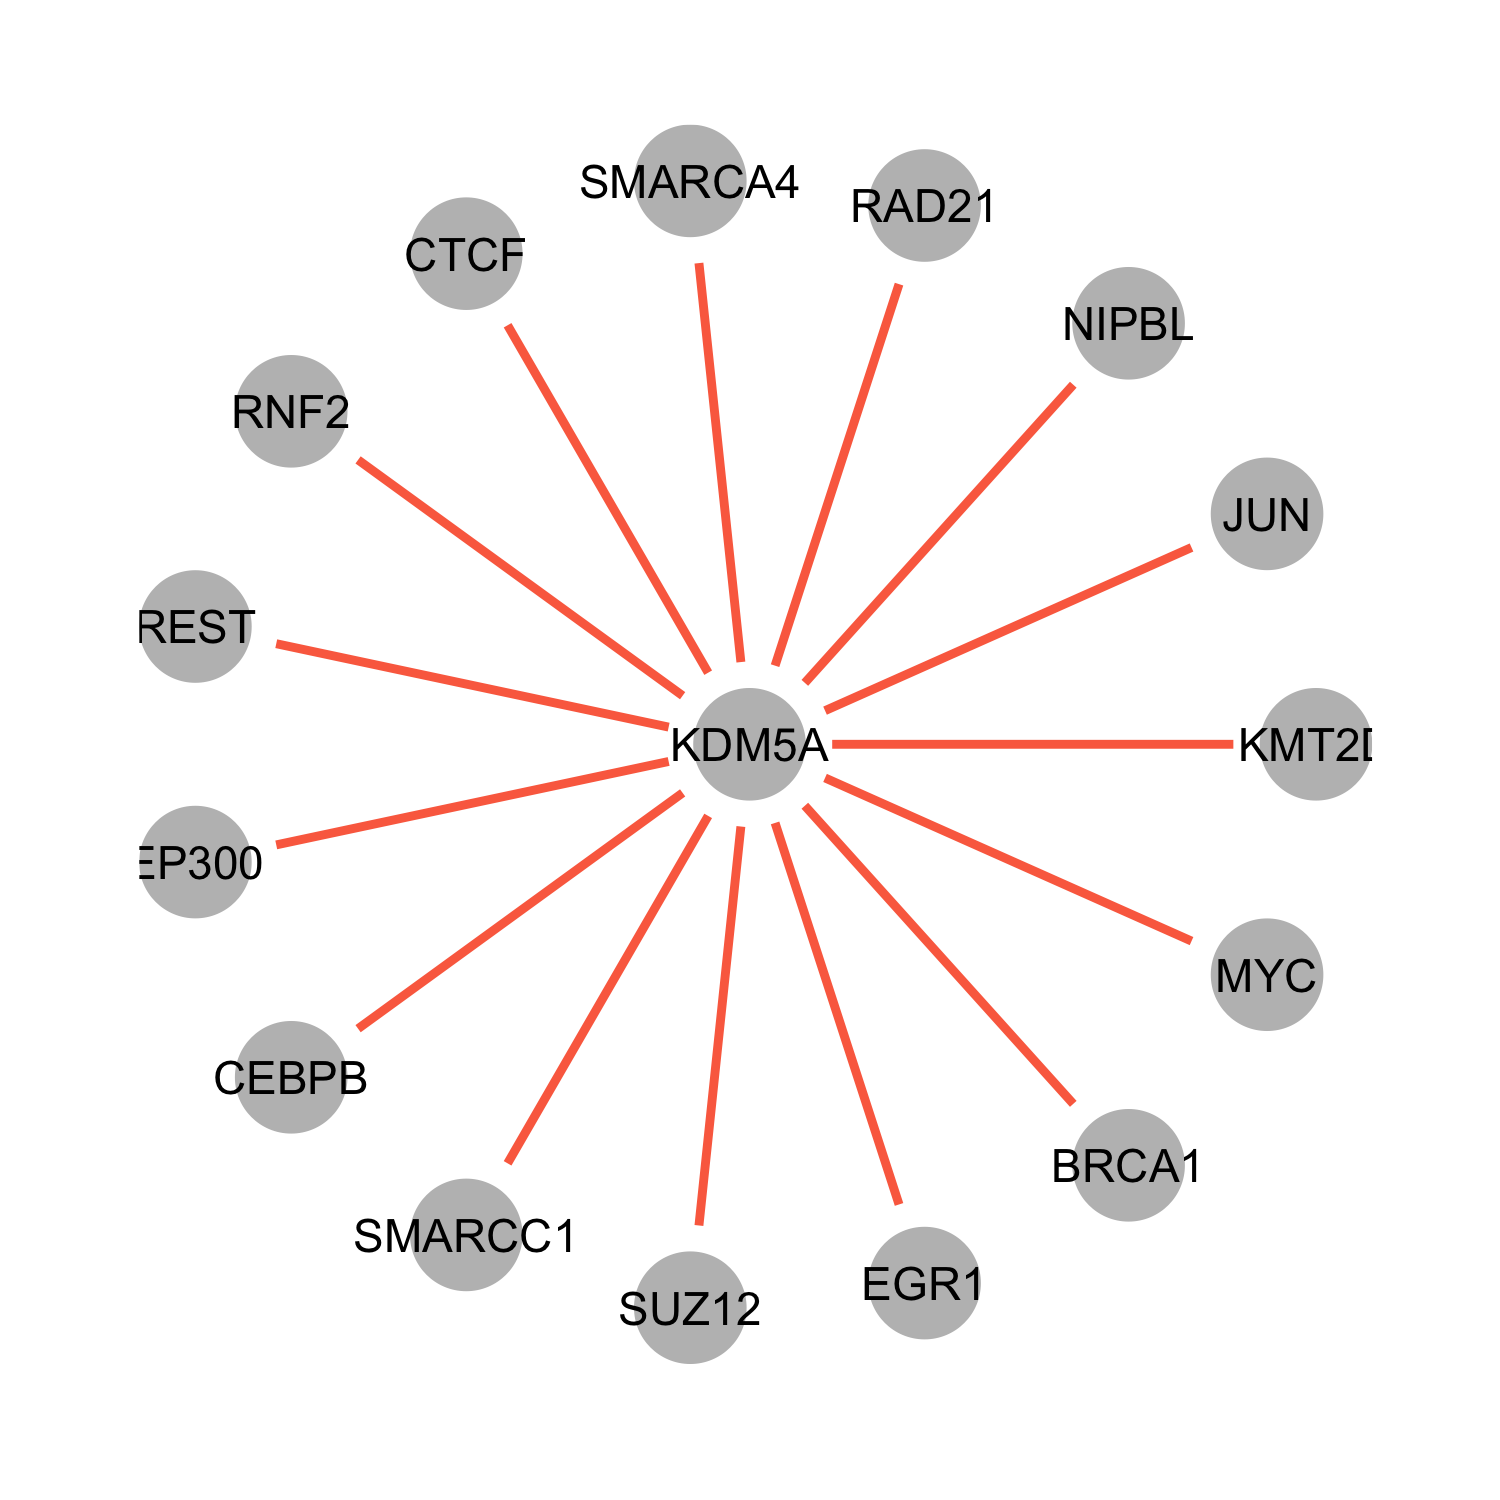 SMARCA4
RAD21
CTCF
NIPBL
RNF2
JUN
REST
KDM5A
KMT2D
EP300
MYC
CEBPB
BRCA1
SMARCC1
EGR1
SUZ12